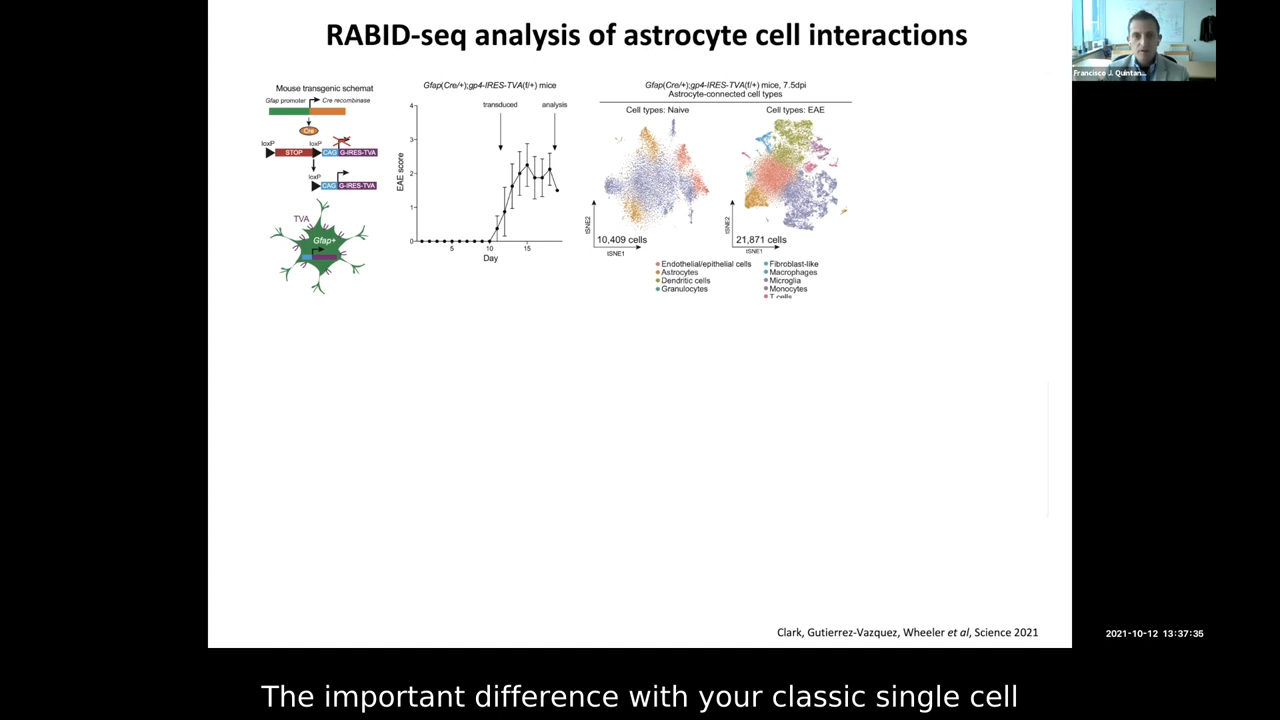 RABID-seq analysis of astrocyte cell interactions
Francisco J. Quintan...
Mouse transgenic schemat
Gfap promoter
Cre recombinase
Cre
loxP
loxP
STOP
CAG
G-IRES-TVA
loxP
CAG
G-IRES-TVA
TVA
Gfap+
Gfap(Cre/+);gp4-IRES-TVA(f/+) mice
transduced
analysis
4
3
2
1
0
EAE score
5
10
15
Day
Gfap(Cre/+);gp4-IRES-TVA(f/+) mice, 7.5dpi
Astrocyte-connected cell types
Cell types: Naive
Cell types: EAE
tSNE2
10,409 cells
tSNE1
tSNE2
21,871 cells
tSNE1
Endothelial/epithelial cells
Astrocytes
Dendritic cells
Granulocytes
Fibroblast-like
Macrophages
Microglia
Monocytes
T cells
Clark, Gutierrez-Vazquez, Wheeler et al, Science 2021
2021-10-12 13:37:35
The important difference with your classic single cell